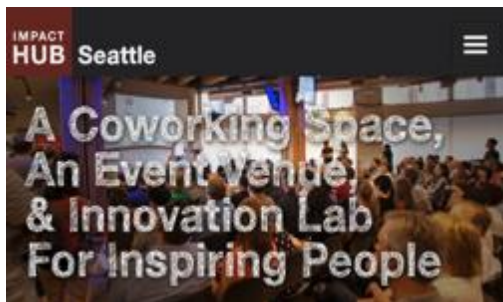 IMPACT
HUB Seattle
A Coworking Space,
An Event Venue,
& Innovation Lab
For Inspiring People